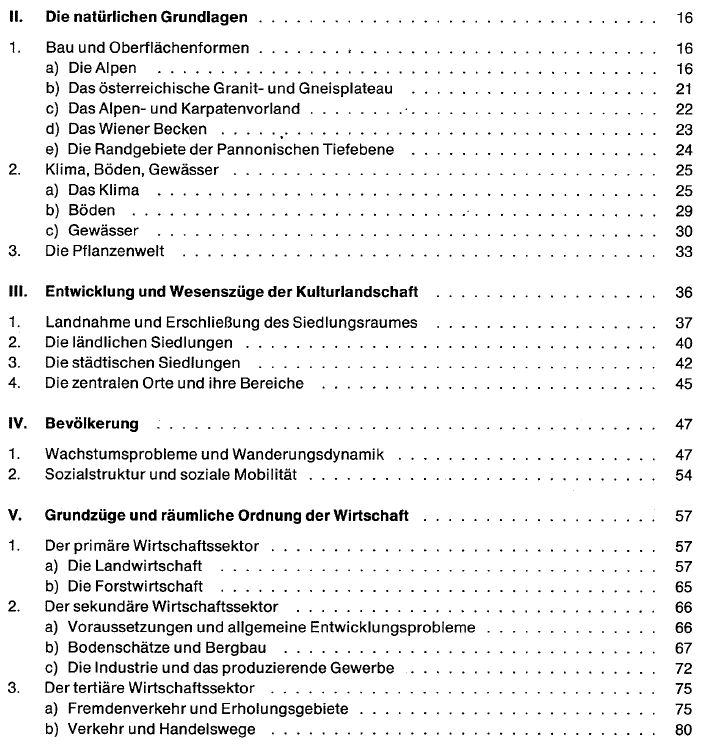 II. Die natürlichen Grundlagen . . . . . . . . . . . . . . . . . . . . 16
1. Bau und Oberflächenformen . . . . . . . . . . . . . . . . . . . . 16
a) Die Alpen . . . . . . . . . . . . . . . . . . . . 16
b) Das österreichische Granit- und Gneisplateau . . . . . . . . . . . . 21
c) Das Alpen- und Karpatenvorland . . . . . . . . . . . . . . . . 22
d) Das Wiener Becken . . . . . . . . . . . . . . . . . . . . 23
e) Die Randgebiete der Pannonischen Tiefebene . . . . . . . . . . . . 24
2. Klima, Böden, Gewässer . . . . . . . . . . . . . . . . . . . . 25
a) Das Klima . . . . . . . . . . . . . . . . . . . . 25
b) Böden . . . . . . . . . . . . . . . . . . . . 29
c) Gewässer . . . . . . . . . . . . . . . . . . . . 30
3. Die Pflanzenwelt . . . . . . . . . . . . . . . . . . . . 33
III. Entwicklung und Wesenszüge der Kulturlandschaft . . . . . . . . . . . 36
1. Landnahme und Erschließung des Siedlungsraumes . . . . . . . . . . . 37
2. Die ländlichen Siedlungen . . . . . . . . . . . . . . . . . . . . 40
3. Die städtischen Siedlungen . . . . . . . . . . . . . . . . . . . . 42
4. Die zentralen Orte und ihre Bereiche . . . . . . . . . . . . . . . . 45
IV. Bevölkerung . . . . . . . . . . . . . . . . . . . . 47
1. Wachstumsprobleme und Wanderungsdynamik . . . . . . . . . . . . 47
2. Sozialstruktur und soziale Mobilität . . . . . . . . . . . . . . . . 54
V. Grundzüge und räumliche Ordnung der Wirtschaft . . . . . . . . . . . 57
1. Der primäre Wirtschaftssektor . . . . . . . . . . . . . . . . . . 57
a) Die Landwirtschaft . . . . . . . . . . . . . . . . . . . . 57
b) Die Forstwirtschaft . . . . . . . . . . . . . . . . . . . . 65
2. Der sekundäre Wirtschaftssektor . . . . . . . . . . . . . . . . . 66
a) Voraussetzungen und allgemeine Entwicklungsprobleme . . . . . . . . . 66
b) Bodenschätze und Bergbau . . . . . . . . . . . . . . . . . . 67
c) Die Industrie und das produzierende Gewerbe . . . . . . . . . . . . 72
3. Der tertiäre Wirtschaftssektor . . . . . . . . . . . . . . . . . . 75
a) Fremdenverkehr und Erholungsgebiete . . . . . . . . . . . . . . 75
b) Verkehr und Handelswege . . . . . . . . . . . . . . . . . . 80